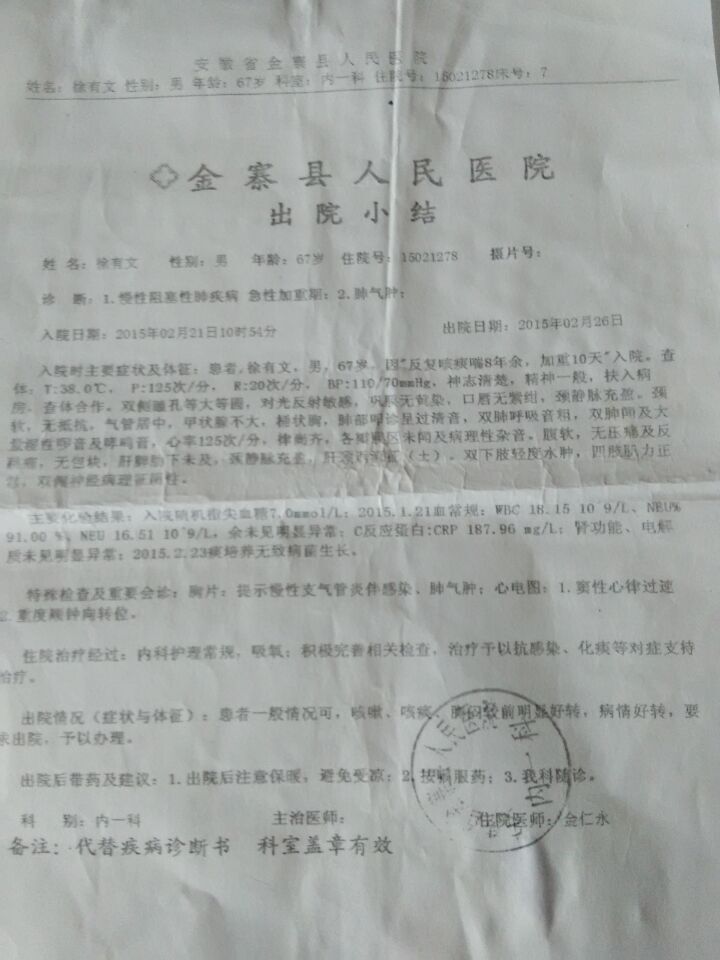 安徽省金寨县人民医院
姓名：徐有文 性别：男 年龄：67岁 科室：内一科 住院号：15021278床号：7
金寨县人民医院
出院小结
姓 名：徐有文 性别：男 年龄：67岁 住院号：15021278 摄片号：
诊 断：1.慢性阻塞性肺疾病 急性加重期；2.肺气肿；
入院日期：2015年02月21日10时54分 出院日期：2015年02月26日
入院时主要症状及体征：患者，徐有文，男，67岁，因"反复咳痰喘8年余，加重10天"入院。查
体：T:38.0℃， P:125次/分， R:20次/分， BP:110/70mmHg，神志清楚，精神一般，扶入病
房，查体合作。双侧瞳孔等大等圆，对光反射敏感，巩膜无黄染，口唇无紫绀，颈静脉充盈。颈
软，无抵抗，气管居中，甲状腺不大，桶状胸，肺部叩诊呈过清音，双肺呼吸音粗，双肺闻及大
量湿性啰音及哮鸣音，心率125次/分，律齐，各瓣膜区未闻及病理性杂音。腹软，无压痛及反
跳痛，无包块，肝脾肋下未及，颈静脉充盈，肝颈（土）。双下肢轻度水肿，四肢肌力正
常，双侧神经病理征阴性。
主要化验结果：入院随机指尖血糖7.0mmol/L；2015.1.21血常规：WBC 18.15 10^9/L、NEU%
91.00 %、NEU 16.51 10^9/L，余未见明显异常；C反应蛋白:CRP 187.96 mg/L；肾功能、电解
质未见明显异常；2015.2.23痰培养无致病菌生长。
特殊检查及重要会诊：胸片：提示慢性支气管炎伴感染、肺气肿；心电图：1.窦性心律过速
2.重度顺钟向转位。
住院治疗经过：内科护理常规，吸氧；积极完善相关检查，治疗予以抗感染、化痰等对症支持
治疗。
出院情况（症状与体征）：患者一般情况可，咳嗽、咳痰、胸闷较前明显好转，病情好转，要
求出院，予以办理。
出院后带药及建议：1.出院后注意保暖，避免受凉；2.按嘱服药；3.我科随诊。
科 别：内一科 主治医师： 住院医师：金仁永
备注：代替疾病诊断书 科室盖章有效
人民医院
内一科